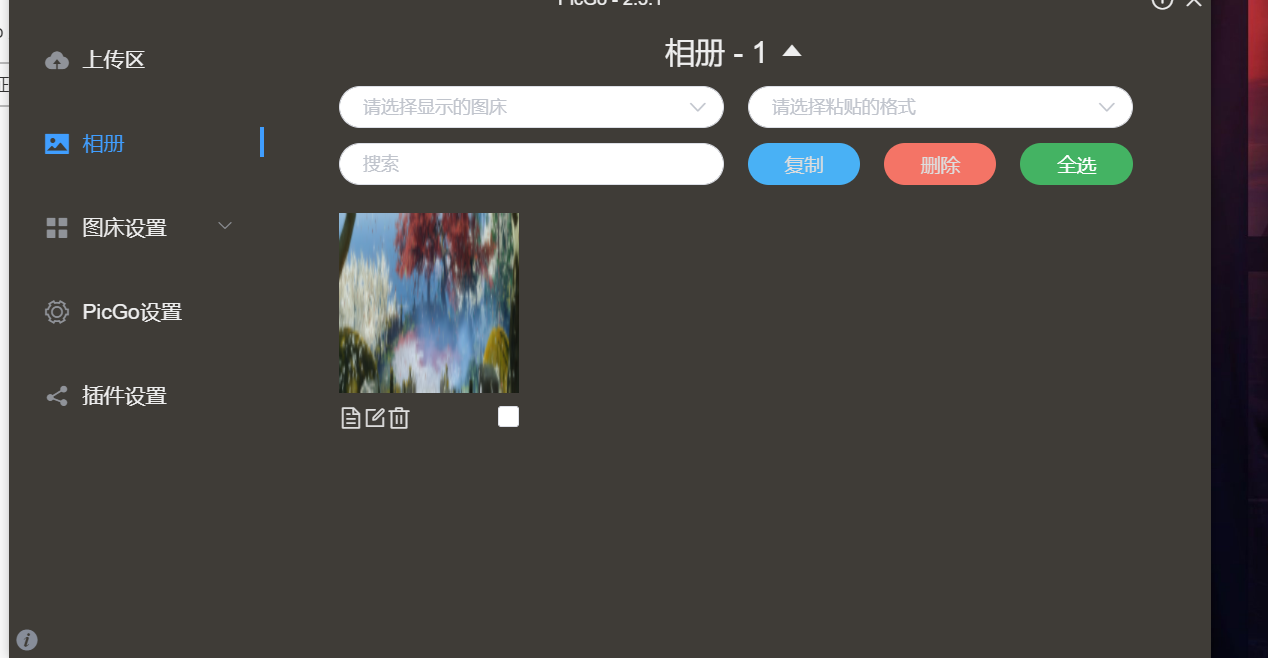 PicGo - 2.3.1
上传区
相册
图床设置
PicGo设置
插件设置
相册 - 1
请选择显示的图床
请选择粘贴的格式
搜索
复制
删除
全选